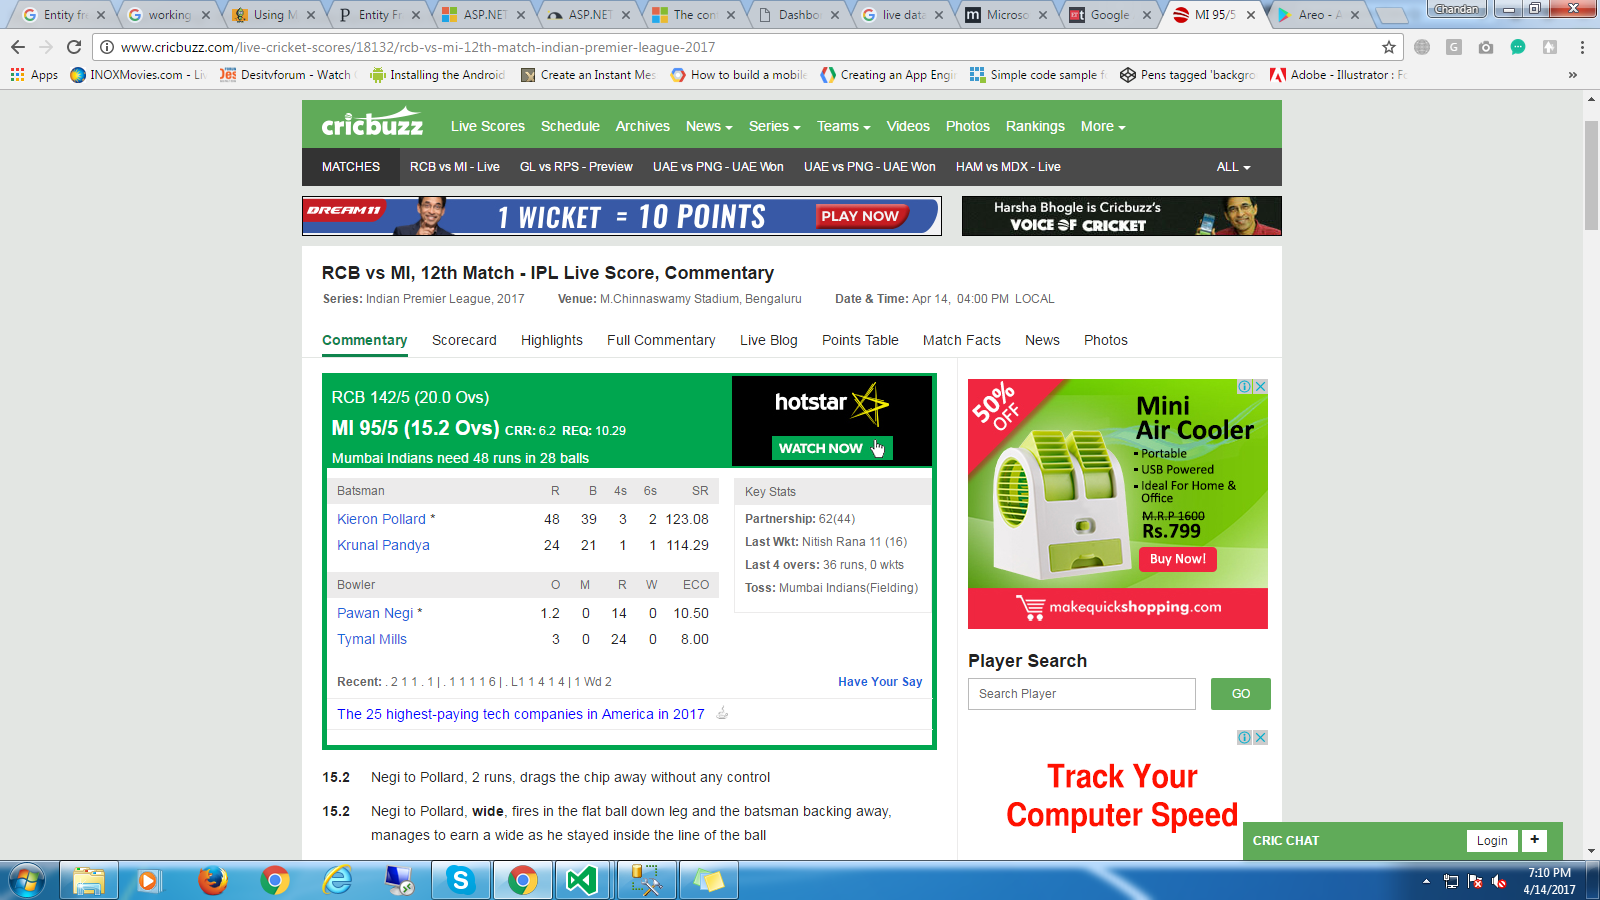 Entity fr
working
Using M
Entity Fr
ASP.NET
ASP.NET
The con
Dashbo
live data
Microso
Google
MI 95/5
Areo - A
Chandan
www.cricbuzz.com/live-cricket-scores/18132/rcb-vs-mi-12th-match-indian-premier-league-2017
Apps
INOXMovies.com - Li
Desitvforum - Watch
Installing the Android
Create an Instant Mes
How to build a mobile
Creating an App Engi
Simple code sample f
Pens tagged 'backgro
Adobe - Illustrator : F
cricbuzz
Live Scores Schedule Archives News Series Teams Videos Photos Rankings More
MATCHES RCB vs MI - Live GL vs RPS - Preview UAE vs PNG - UAE Won UAE vs PNG - UAE Won HAM vs MDX - Live ALL
DREAM11 1 WICKET = 10 POINTS PLAY NOW
Harsha Bhogle is Cricbuzz's
VOICE OF CRICKET
RCB vs MI, 12th Match - IPL Live Score, Commentary
Series: Indian Premier League, 2017 Venue: M.Chinnaswamy Stadium, Bengaluru Date & Time: Apr 14, 04:00 PM LOCAL
Commentary Scorecard Highlights Full Commentary Live Blog Points Table Match Facts News Photos
RCB 142/5 (20.0 Ovs)
MI 95/5 (15.2 Ovs) CRR: 6.2 REQ: 10.29
Mumbai Indians need 48 runs in 28 balls
hotstar
WATCH NOW
Batsman R B 4s 6s SR
Kieron Pollard * 48 39 3 2 123.08
Krunal Pandya 24 21 1 1 114.29
Bowler O M R W ECO
Pawan Negi * 1.2 0 14 0 10.50
Tymal Mills 3 0 24 0 8.00
Key Stats
Partnership: 62(44)
Last Wkt: Nitish Rana 11 (16)
Last 4 overs: 36 runs, 0 wkts
Toss: Mumbai Indians(Fielding)
Recent: . 2 1 1 . 1 | . 1 1 1 1 6 | . L1 1 4 1 4 | 1 Wd 2
Have Your Say
The 25 highest-paying tech companies in America in 2017
15.2 Negi to Pollard, 2 runs, drags the chip away without any control
15.2 Negi to Pollard, wide, fires in the flat ball down leg and the batsman backing away,
manages to earn a wide as he stayed inside the line of the ball
50%
OFF
Mini
Air Cooler
Portable
USB Powered
Ideal For Home &
Office
M.R.P 1600
Rs.799
Buy Now!
makequickshopping.com
Player Search
Search Player
GO
Track Your
Computer Speed
CRIC CHAT
Login +
7:10 PM
4/14/2017